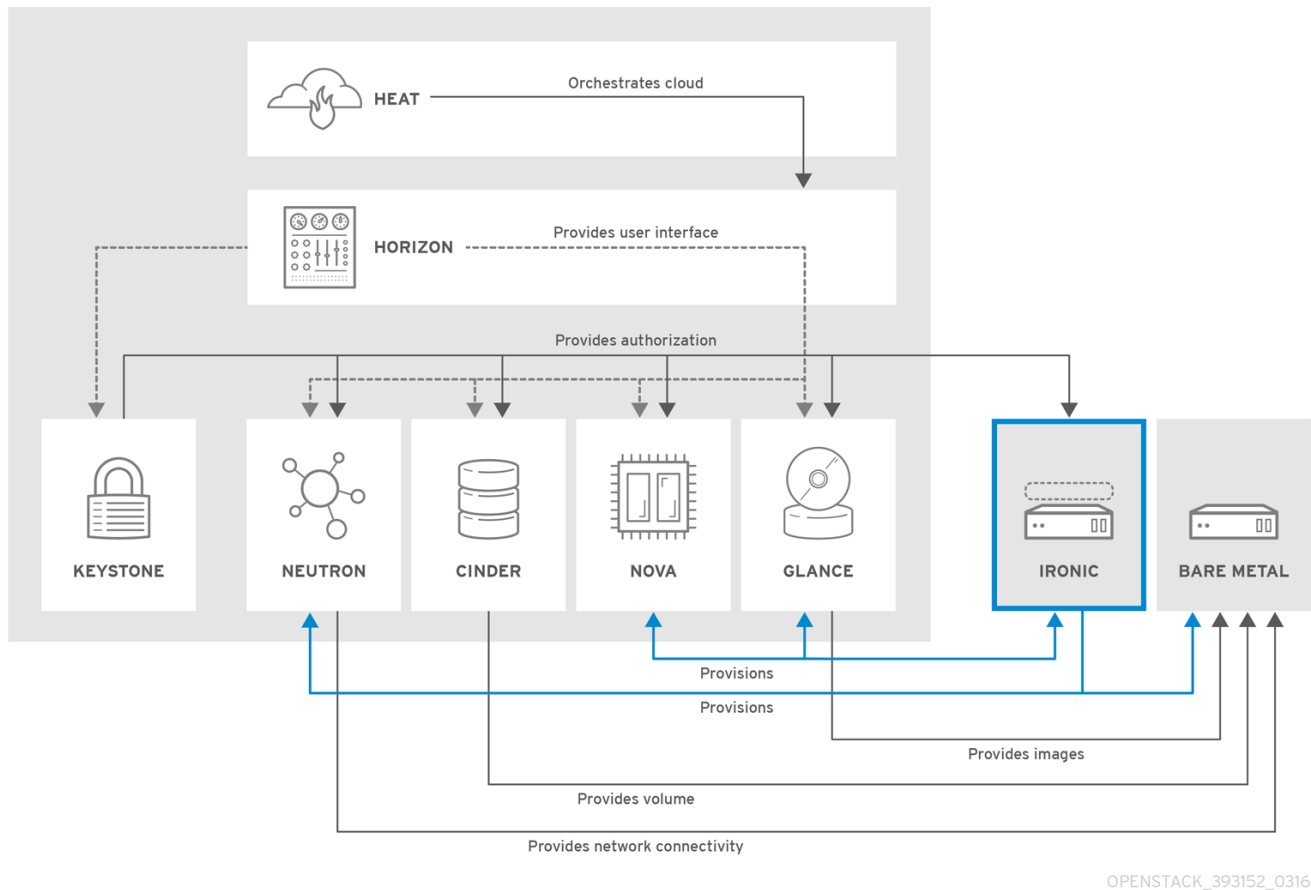 Orchestrates cloud
HEAT
Provides user interface
HORIZON
Provides authorization
KEYSTONE
NEUTRON
CINDER
NOVA
GLANCE
IRONIC
BARE METAL
Provisions
Provisions
Provides images
Provides volume
Provides network connectivity
OPENSTACK_393152_0316